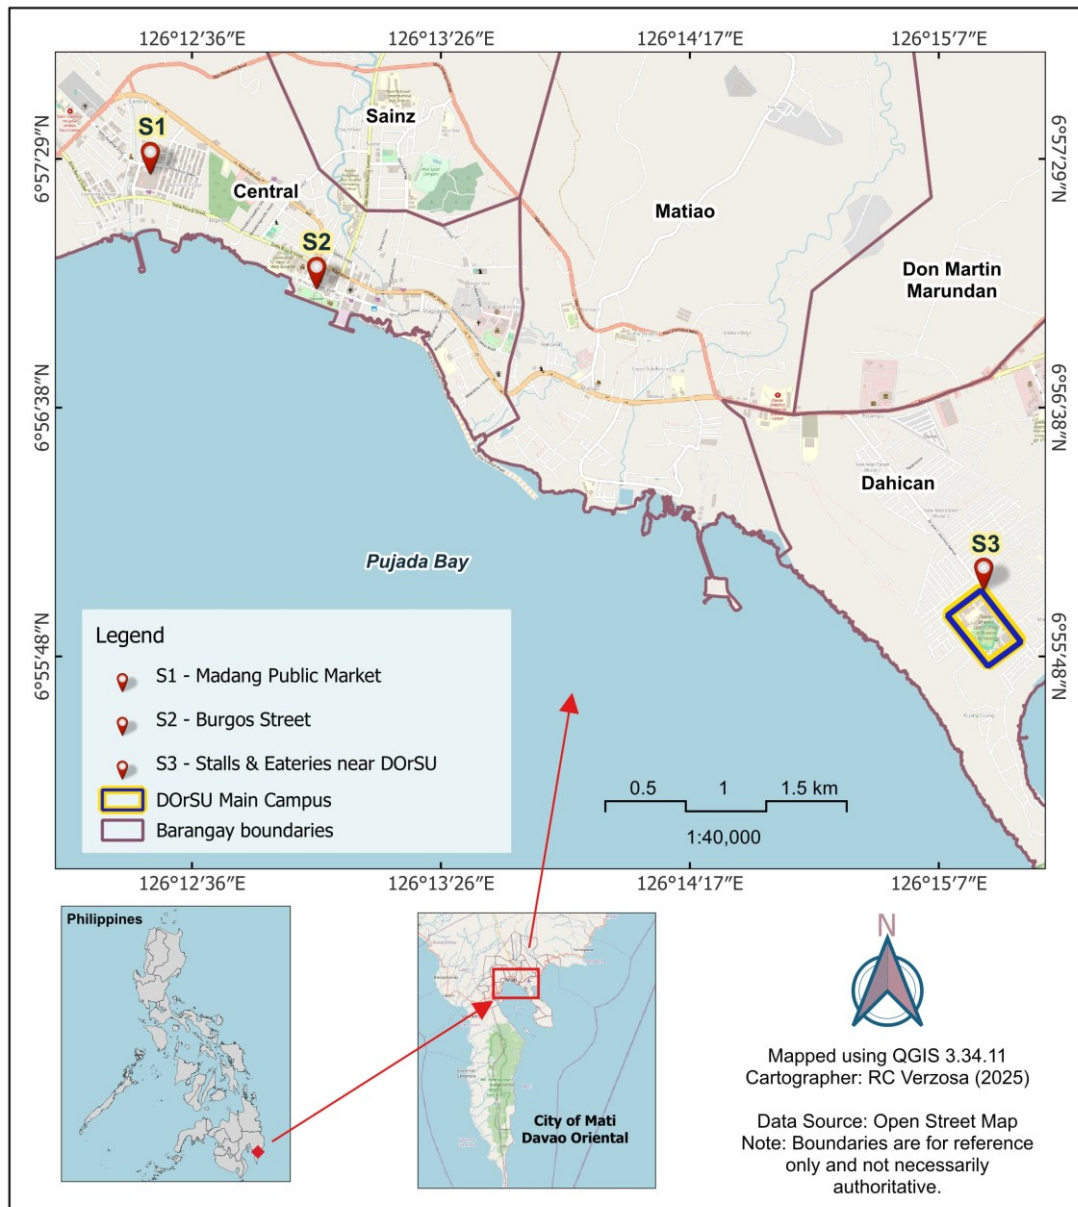 126°12′36″E 126°13′26″E 126°14′17″E 126°15′7″E
6°57′29″N
6°56′38″N
6°55′48″N
6°57′29″N
6°56′38″N
6°55′48″N
S1
Sainz
Central
S2
Matiao
Don Martin
Marundan
Dahican
S3
Pujada Bay
Legend
S1 - Madang Public Market
S2 - Burgos Street
S3 - Stalls & Eateries near DOrSU
DOrSU Main Campus
Barangay boundaries
0.5 1 1.5 km
1:40,000
126°12′36″E 126°13′26″E 126°14′17″E 126°15′7″E
Philippines
City of Mati
Davao Oriental
N
Mapped using QGIS 3.34.11
Cartographer: RC Verzosa (2025)
Data Source: Open Street Map
Note: Boundaries are for reference
only and not necessarily
authoritative.